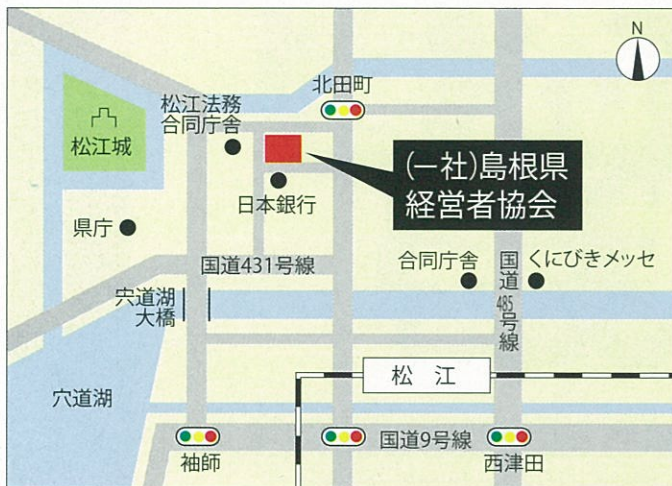 N
北田町
松江法務
合同庁舎
松江城
(一社)島根県
経営者協会
日本銀行
県庁
国道431号線
合同庁舎
国道485号線
くにびきメッセ
宍道湖
大橋
松 江
宍道湖
国道9号線
袖師
西津田